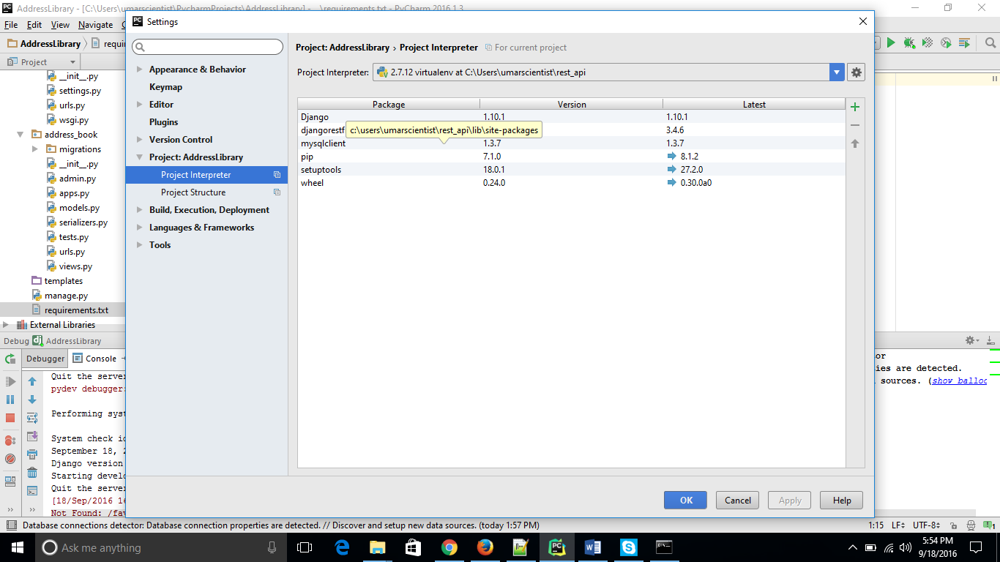 AddressLibrary - [C:\Users\umarscientist\PycharmProjects\AddressLibrary] - ...\requirements.txt - PyCharm 2016.1.3
File Edit View Navigate
AddressLibrary
Project
__init__.py
settings.py
urls.py
wsgi.py
address_book
migrations
__init__.py
admin.py
apps.py
models.py
serializers.py
tests.py
urls.py
views.py
templates
manage.py
requirements.txt
External Libraries
Settings
Appearance & Behavior
Keymap
Editor
Plugins
Version Control
Project: AddressLibrary
Project Interpreter
Project Structure
Build, Execution, Deployment
Languages & Frameworks
Tools
Project: AddressLibrary › Project Interpreter For current project
Project Interpreter: 2.7.12 virtualenv at C:\Users\umarscientist\rest_api
Package Version Latest
Django 1.10.1 1.10.1
djangorestf 3.4.6
c:\users\umarscientist\rest_api\lib\site-packages
mysqlclient 1.3.7 1.3.7
pip 7.1.0 8.1.2
setuptools 18.0.1 27.2.0
wheel 0.24.0 0.30.0a0
OK Cancel Apply Help
Debug AddressLibrary
Debugger Console
Quit the server
pydev debugger:
Performing syst
System check id
September 18, 2
Django version
Starting develo
Quit the server
[18/Sep/2016 16
Not Found: /fav
or
ies are detected.
sources. (show balloo
Database connections detector: Database connection properties are detected. // Discover and setup new data sources. (today 1:57 PM)
1:15 LF UTF-8
Ask me anything
5:54 PM
9/18/2016